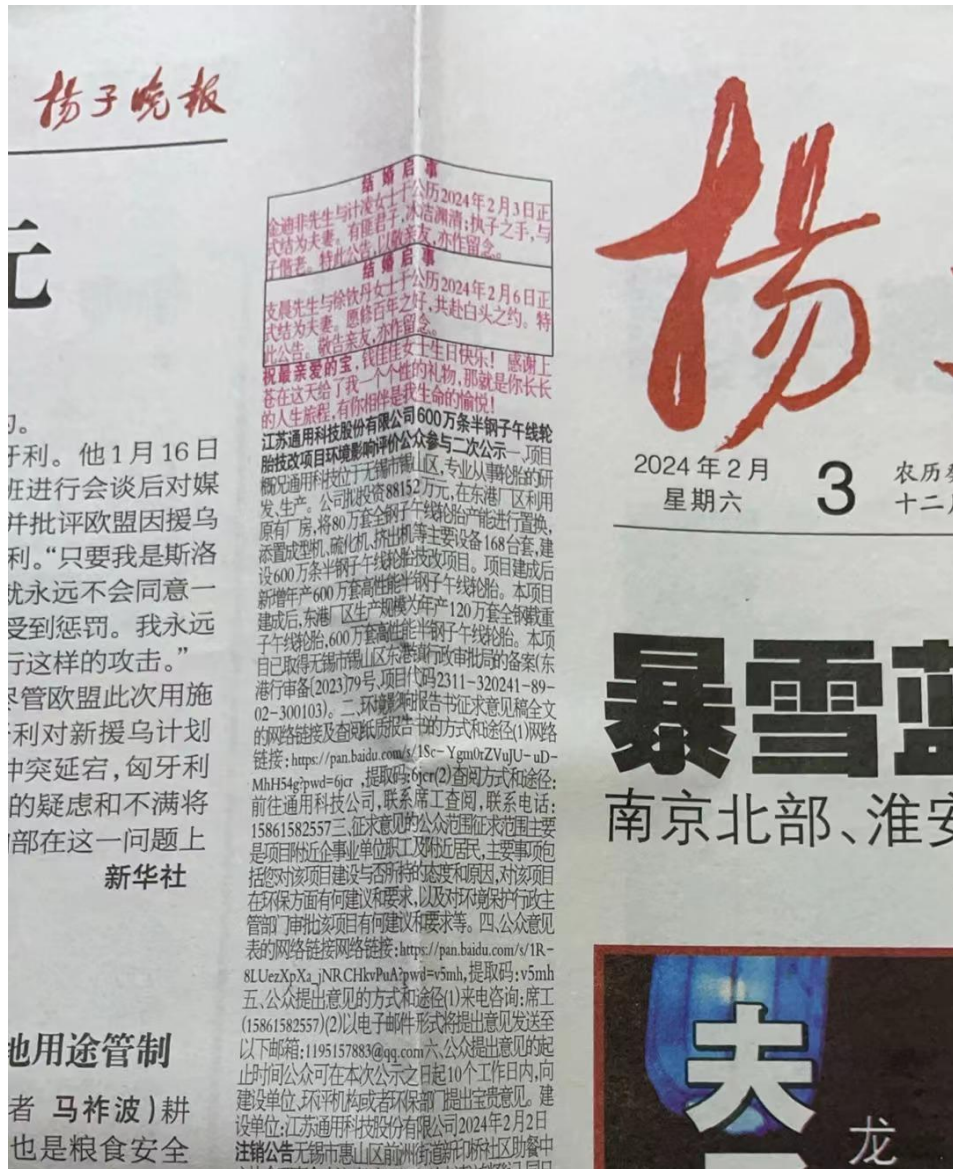 扬子晚报
元
的。
牙利。他1月16日
班进行会谈后对媒
并批评欧盟因援乌
利。“只要我是斯洛
就永远不会同意一
受到惩罚。我永远
行这样的攻击。”
尽管欧盟此次用施
利对新援乌计划
冲突延宕,匈牙利
的疑虑和不满将
部在这一问题上
新华社
地用途管制
者 马祚波)耕
也是粮食安全
结婚启事
金迪非先生与计凌女士于公历2024年2月3日正
式结为夫妻。有匪君子,冰洁渊清;执子之手,与
子偕老。特此公告,以敬亲友,亦作留念。
结婚启事
支晨先生与徐钦丹女士于公历2024年2月6日正
式结为夫妻。愿修百年之好,共赴白头之约。特
此公告。敬告亲友,亦作留念。
祝最亲爱的宝,钱佳佳女士生日快乐! 感谢上
苍在这天给了我一个个性的礼物,那就是你长长
的人生旅程,有你相伴是我生命的愉悦!
江苏通用科技股份有限公司600万条半钢子午线轮
胎技改项目环境影响评价公众参与二次公示一、项目
概况通用科技位于无锡市锡山区,专业从事轮胎的研
发、生产。公司拟投资88152万元,在东港厂区利用
原有厂房,将80万套全钢子午线轮胎产能进行置换,
添置成型机、硫化机、挤出机等主要设备168台套,建
设600万条半钢子午线轮胎技改项目。项目建成后
新增年产600万套高性能半钢子午线轮胎。本项目
建成后,东港厂区生产规模为年产120万套全钢载重
子午线轮胎,600万套高性能半钢子午线轮胎。本项
目已取得无锡市锡山区东港镇行政审批局的备案(东
港行审备[2023]79号,项目代码2311-320241-89-
02-300103)。二、环境影响报告书征求意见稿全文
的网络链接及查阅纸质报告书的方式和途径(1)网络
链接:https://pan.baidu.com/s/1Sc-Ygm0rZVuJU-uD-
MhH54g?pwd=6jcr ,提取码:6jcr(2)查阅方式和途径:
前往通用科技公司,联系席工查阅,联系电话:
15861582557三、征求意见的公众范围征求范围主要
是项目附近企事业单位职工及附近居民,主要事项包
括您对该项目建设与否所持的态度和原因,对该项目
在环保方面有何建议和要求,以及对环境保护行政主
管部门审批该项目有何建议和要求等。四、公众意见
表的网络链接网络链接:https://pan.baidu.com/s/1R-
8LUezXpXa_jNRCHkvPuA?pwd=v5mh,提取码:v5mh
五、公众提出意见的方式和途径(1)来电咨询:席工
(15861582557)(2)以电子邮件形式将提出意见发送至
以下邮箱:1195157883@qq.com六、公众提出意见的起
止时间公众可在本次公示之日起10个工作日内,向
建设单位、环评机构或者环保部门提出宝贵意见。建
设单位:江苏通用科技股份有限公司2024年2月2日
注销公告无锡市惠山区前洲街道新印桥社区助餐中
扬
2024年2月
星期六
3
农历
十二
暴雪蓝
南京北部、淮安
夫
龙